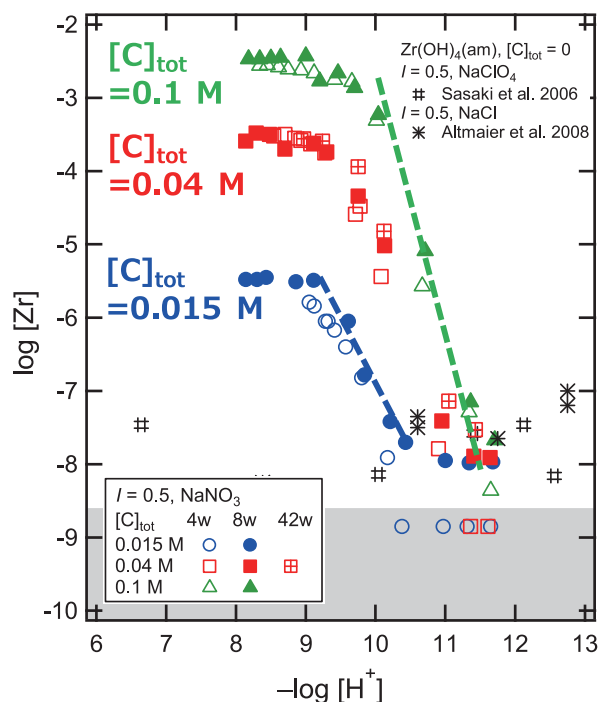 -2
-3
-4
-5
-6
-7
-8
-9
-10
log [Zr]
[C]tot
=0.1 M
[C]tot
=0.04 M
[C]tot
=0.015 M
Zr(OH)4(am), [C]tot = 0
I = 0.5, NaClO4
Sasaki et al. 2006
I = 0.5, NaCl
Altmaier et al. 2008
I = 0.5, NaNO3
[C]tot 4w 8w 42w
0.015 M
0.04 M
0.1 M
6 7 8 9 10 11 12 13
–log [H+]